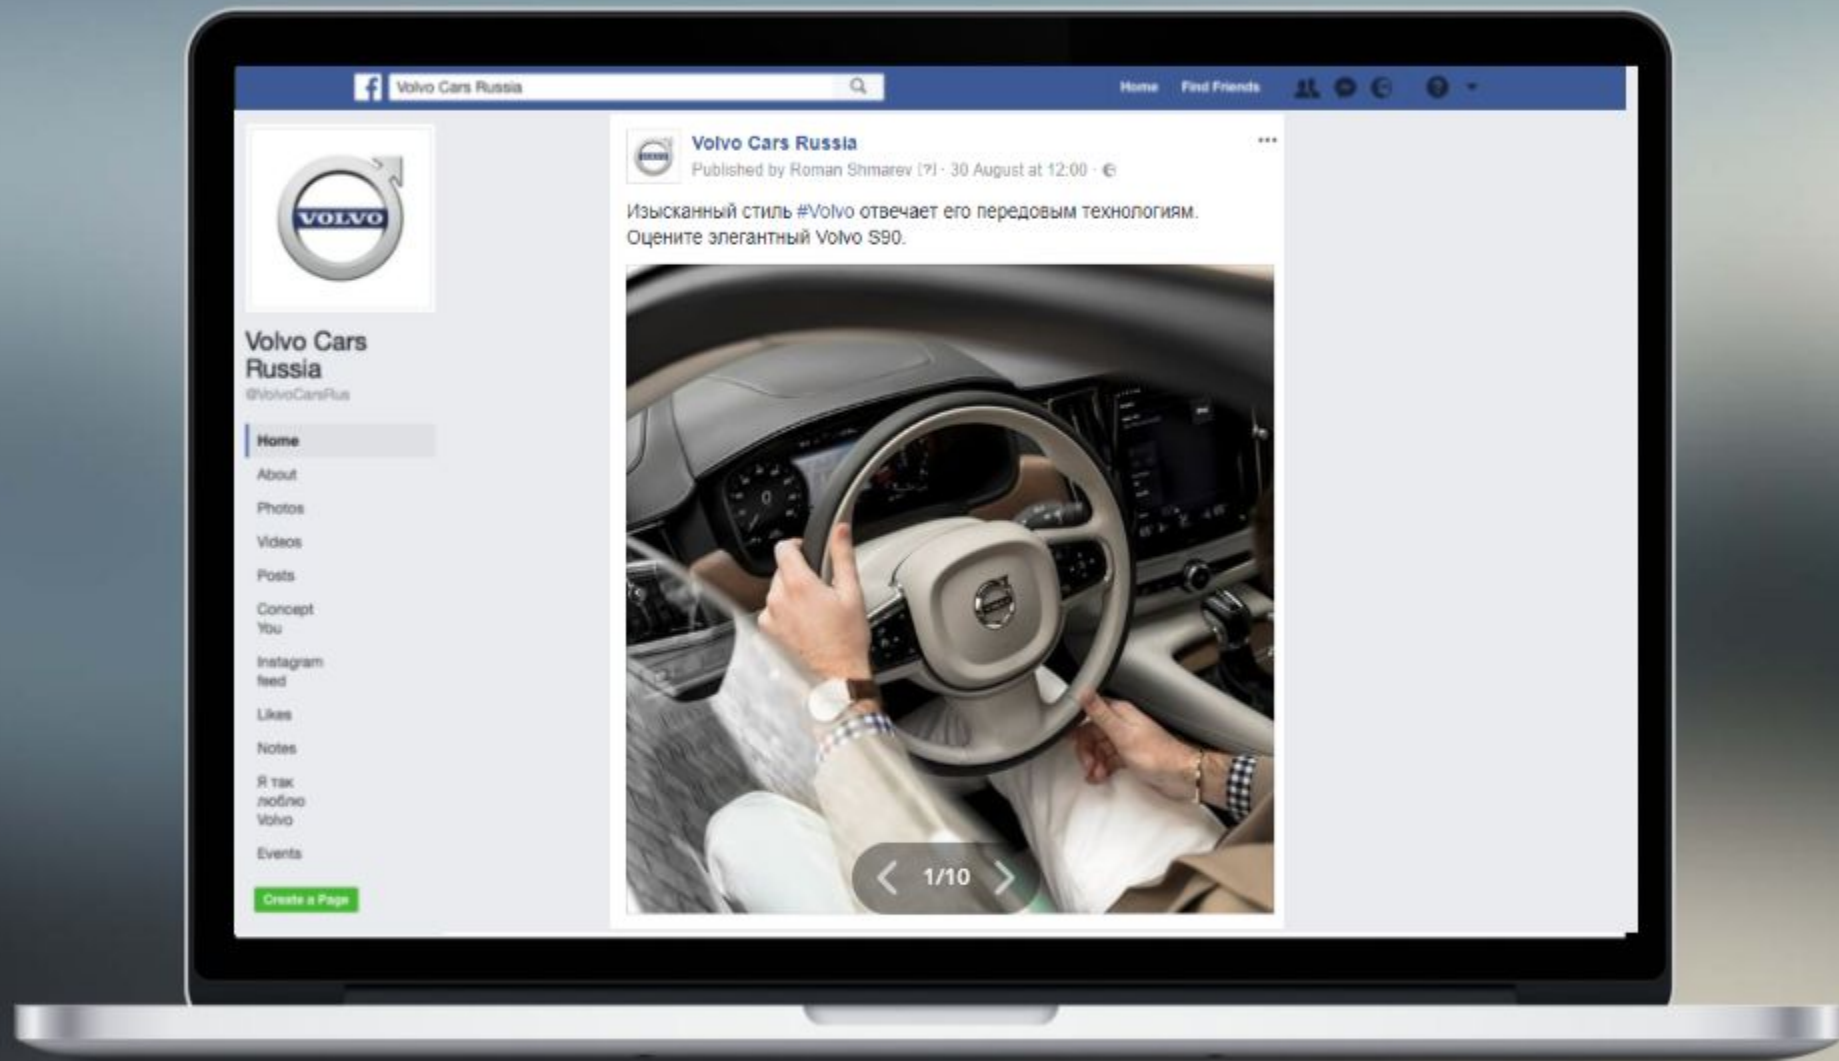 Volvo Cars Russia
Home
Find Friends
VOLVO
Volvo Cars
Russia
@VolvoCarsRus
Home
About
Photos
Videos
Posts
Concept
You
Instagram
feed
Likes
Notes
Я так
люблю
Volvo
Events
Create a Page
Volvo Cars Russia
Published by Roman Shmarev [?] · 30 August at 12:00 ·
Изысканный стиль #Volvo отвечает его передовым технологиям.
Оцените элегантный Volvo S90.
0
VOLVO
1/10